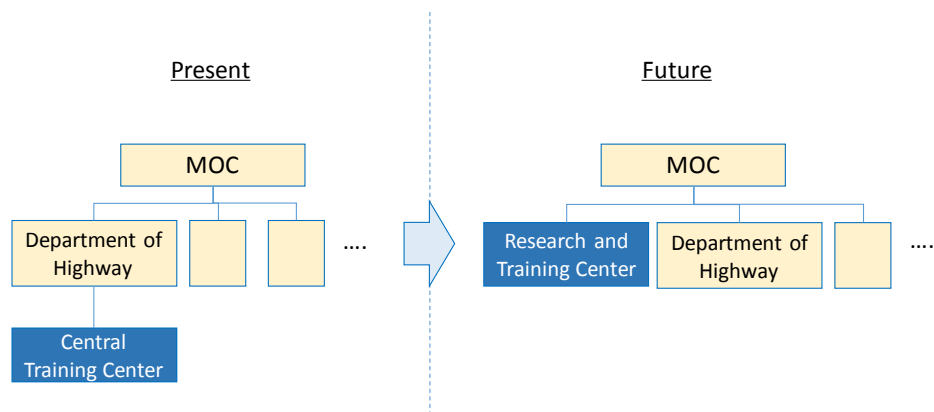 Present
MOC
Department of
Highway
....
Central
Training Center
Future
MOC
Research and
Training Center
Department of
Highway
....